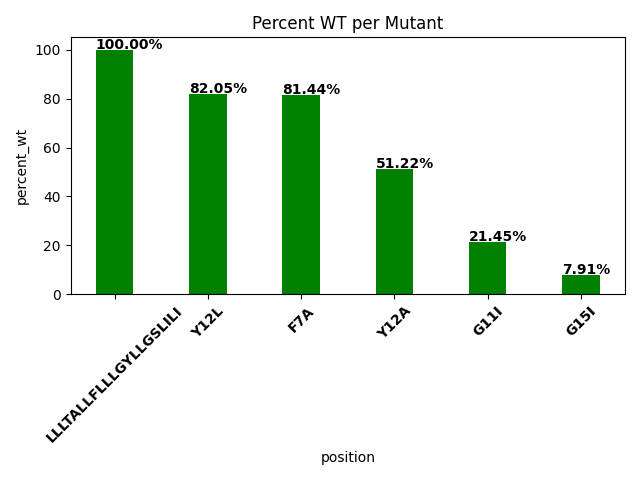 Percent WT per Mutant
percent_wt
100
80
60
40
20
0
100.00%
82.05%
81.44%
51.22%
21.45%
7.91%
LLLTALLFLLLGYLLGSLILI
Y12L
F7A
Y12A
G11I
G15I
position